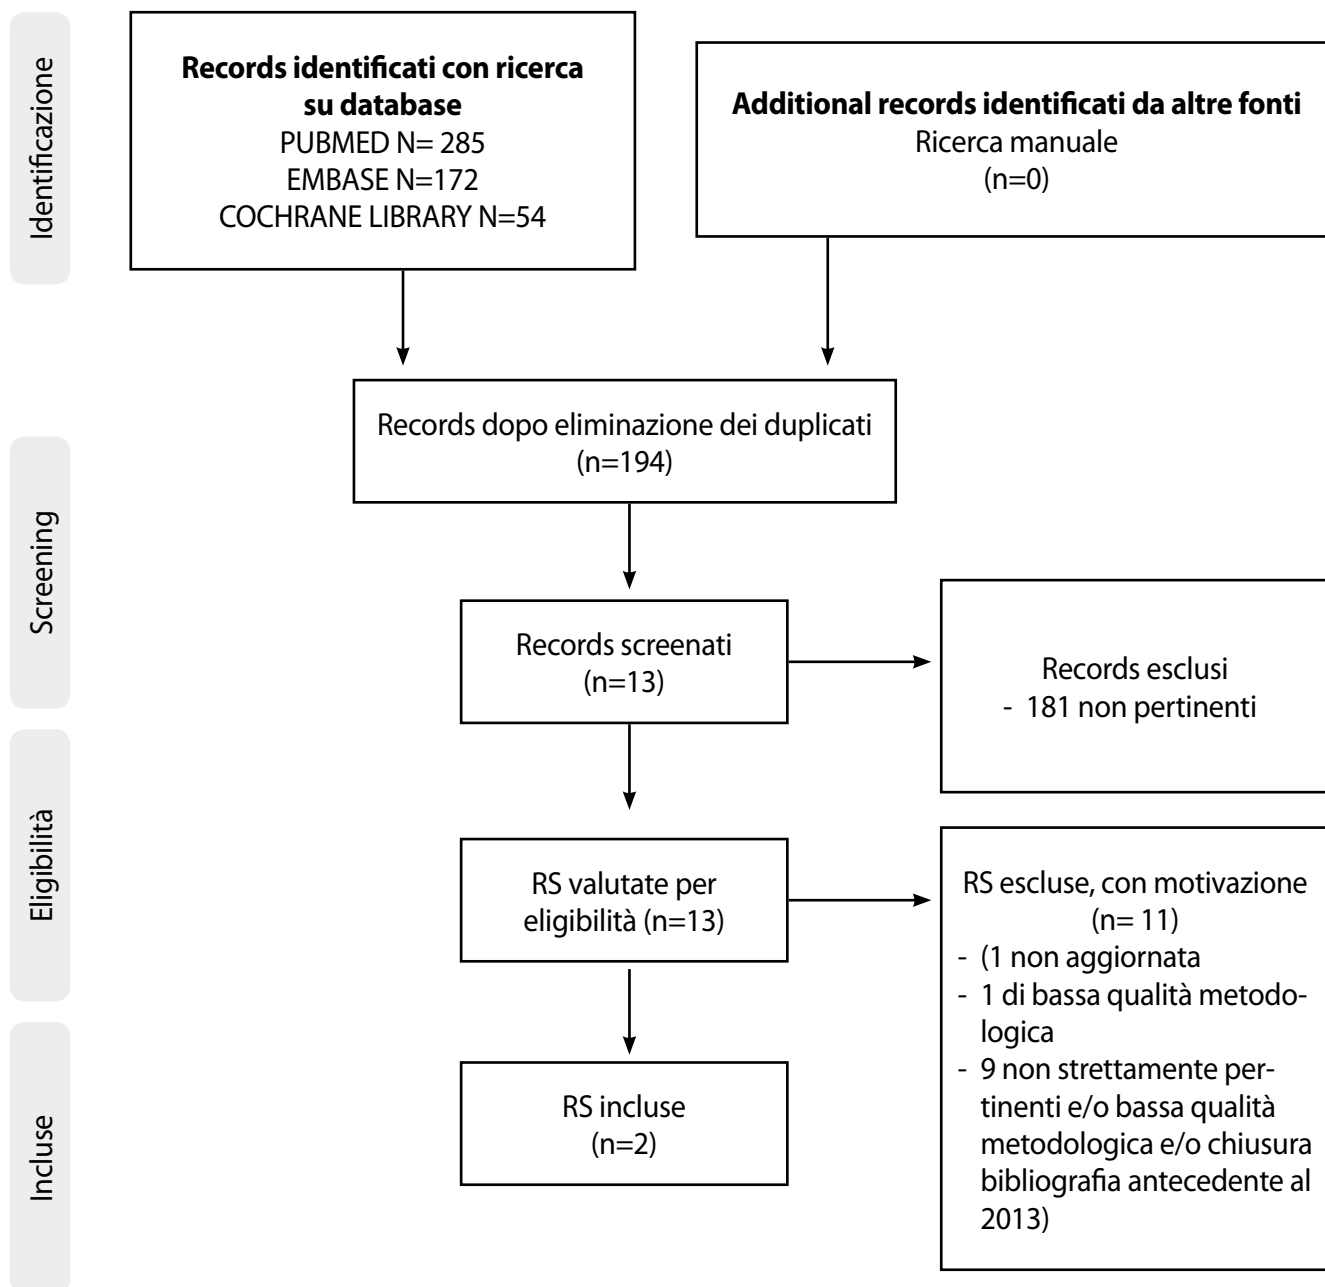 Identificazione
Records identificati con ricerca
su database
PUBMED N= 285
EMBASE N=172
COCHRANE LIBRARY N=54
Additional records identificati da altre fonti
Ricerca manuale
(n=0)
Records dopo eliminazione dei duplicati
(n=194)
Screening
Records screenati
(n=13)
Records esclusi
- 181 non pertinenti
Eligibilità
RS valutate per
eligibilità (n=13)
RS escluse, con motivazione
(n= 11)
- (1 non aggiornata
- 1 di bassa qualità metodo-
logica
- 9 non strettamente per-
tinenti e/o bassa qualità
metodologica e/o chiusura
bibliografia antecedente al
2013)
Incluse
RS incluse
(n=2)